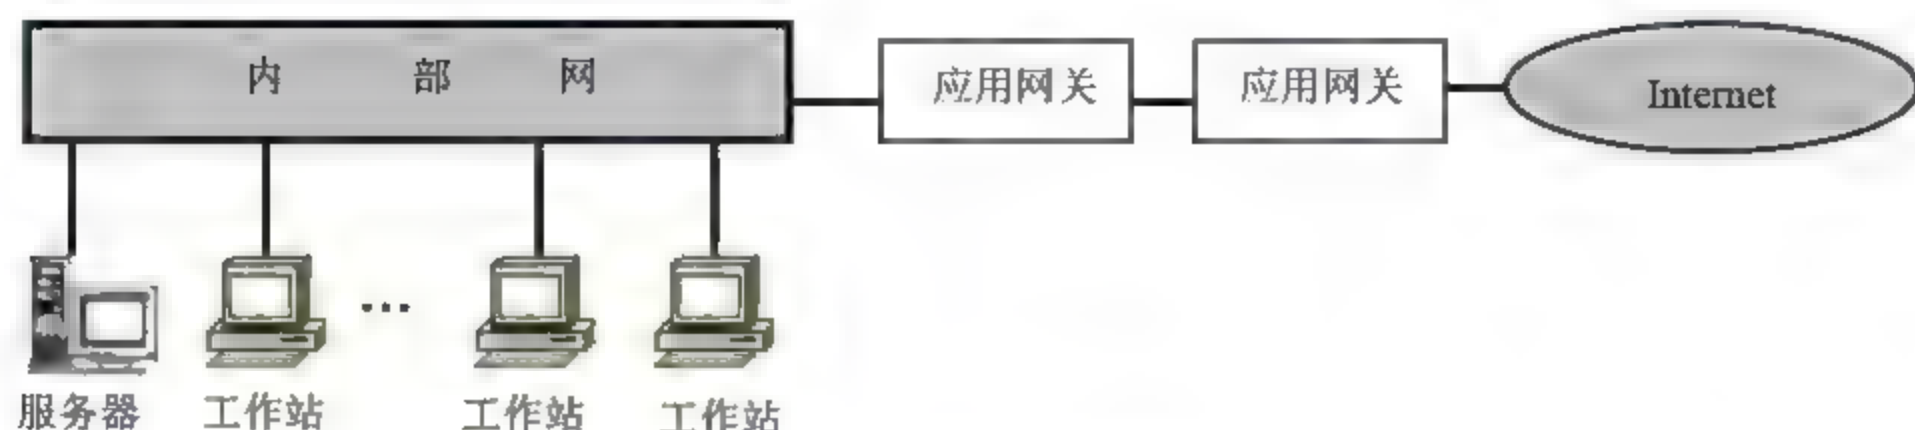 内 部 网
应用网关
应用网关
Internet
服务器
工作站
...
工作站
工作站